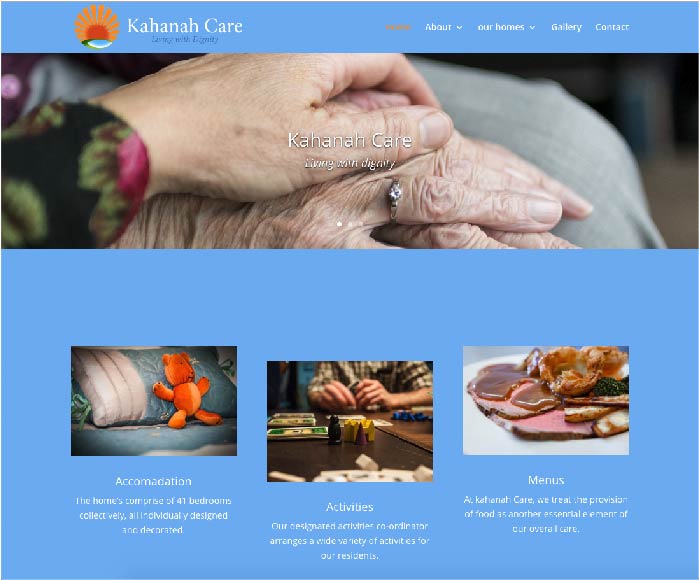 Kahanah Care
Living with Dignity
Home
About
our homes
Gallery
Contact
Kahanah Care
Living with dignity
Accomadation
The home's comprise of 41 bedrooms
collectively, all individually designed
and decorated.
Activities
Our designated activities co-ordinator
arranges a wide variety of activities for
our residents.
Menus
At kahanah Care, we treat the provision
of food as another essential element of
our overall care.